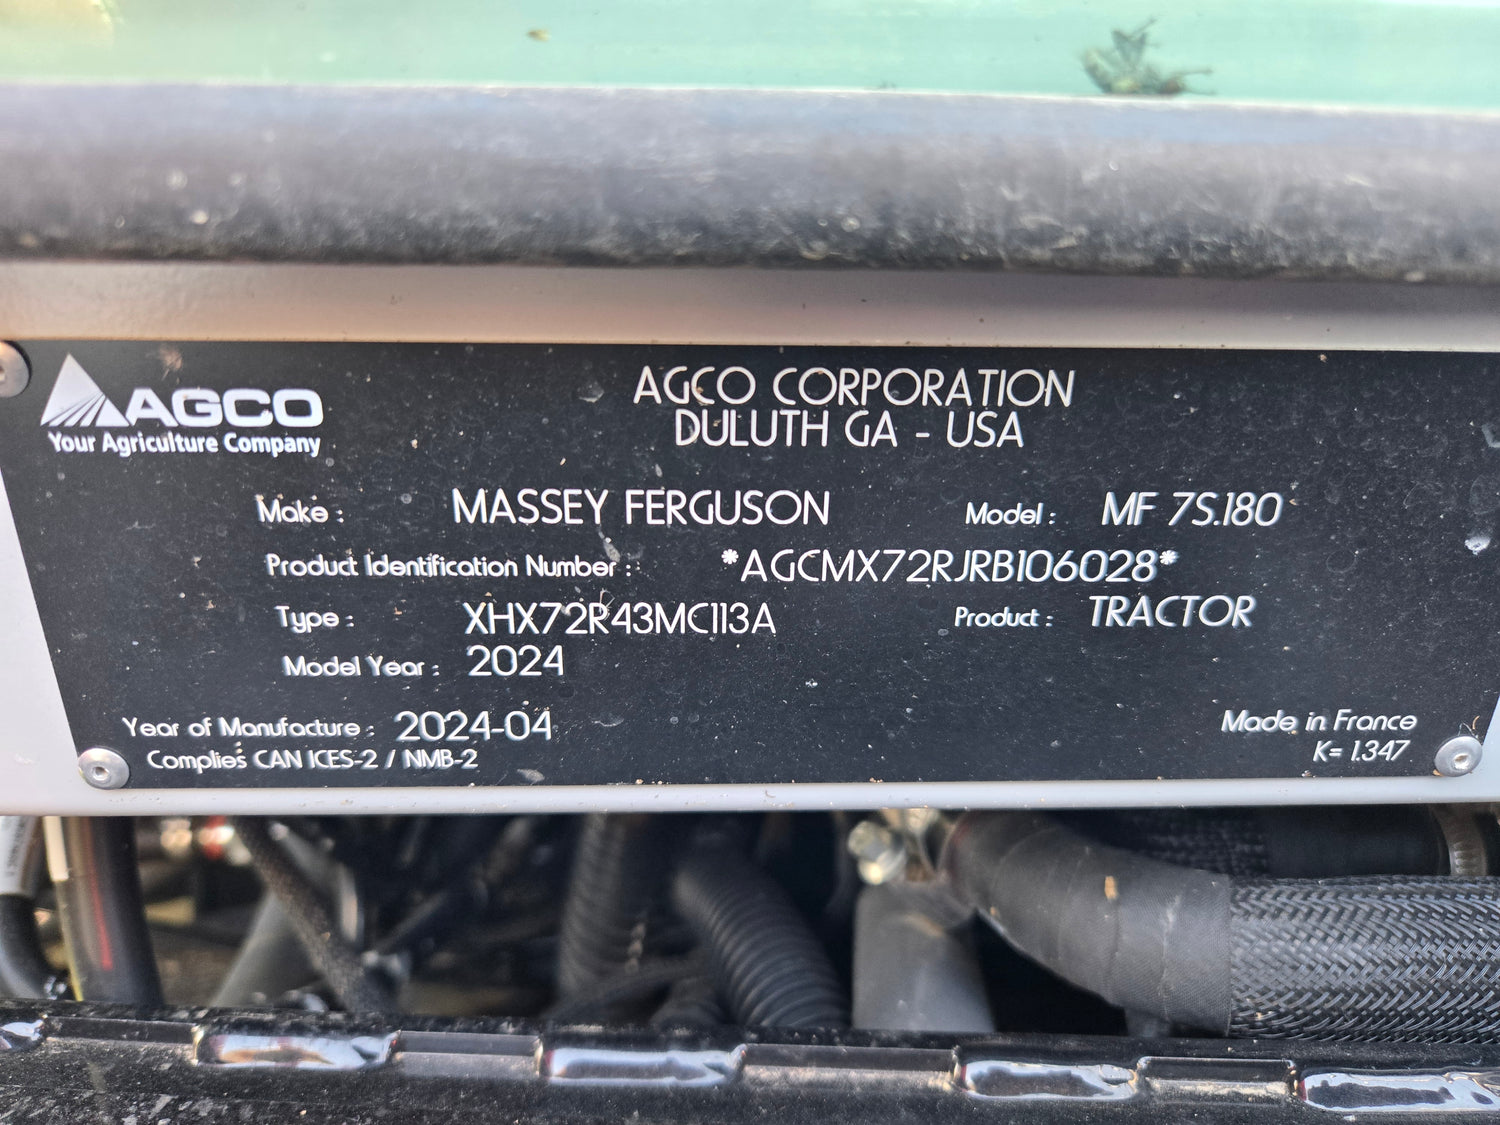 AGCO
Your Agriculture Company
AGCO CORPORATION
DULUTH GA - USA
Make : MASSEY FERGUSON Model : MF 7S.180
Product Identification Number : *AGCMX72RJRB106028*
Type : XHX72R43MC113A Product : TRACTOR
Model Year : 2024
Year of Manufacture : 2024-04 Made in France
Complies CAN ICES-2 / NMB-2 K= 1.347